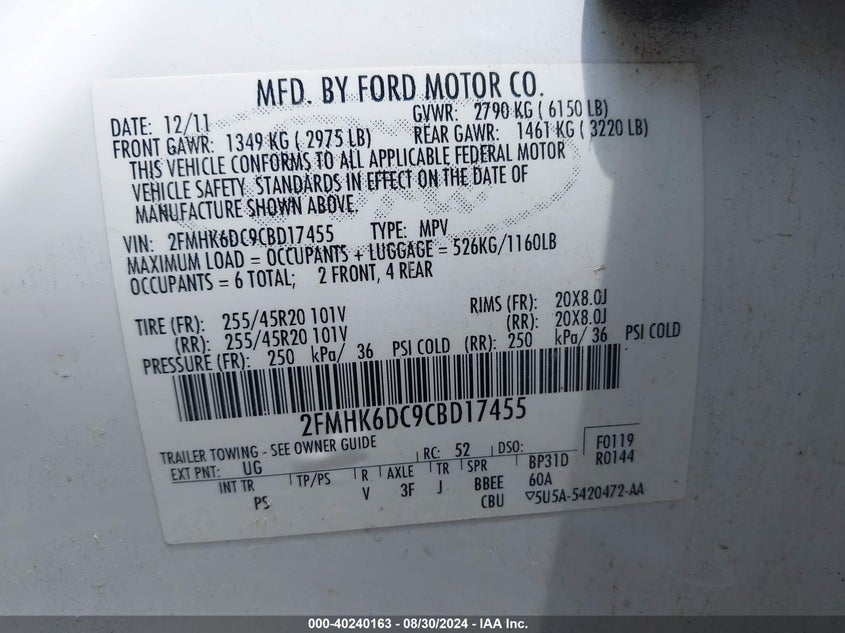 MFD. BY FORD MOTOR CO.
DATE: 12/11 GVWR: 2790 KG ( 6150 LB)
FRONT GAWR: 1349 KG ( 2975 LB) REAR GAWR: 1461 KG ( 3220 LB)
THIS VEHICLE CONFORMS TO ALL APPLICABLE FEDERAL MOTOR
VEHICLE SAFETY STANDARDS IN EFFECT ON THE DATE OF
MANUFACTURE SHOWN ABOVE.
VIN: 2FMHK6DC9CBD17455 TYPE: MPV
MAXIMUM LOAD = OCCUPANTS + LUGGAGE = 526KG/1160LB
OCCUPANTS = 6 TOTAL; 2 FRONT, 4 REAR
TIRE (FR): 255/45R20 101V RIMS (FR): 20X8.0J
(RR): 255/45R20 101V (RR): 20X8.0J
PRESSURE (FR): 250 kPa/ 36 PSI COLD (RR): 250 kPa/ 36 PSI COLD
2FMHK6DC9CBD17455
TRAILER TOWING - SEE OWNER GUIDE F0119
EXT PNT: UG RC: 52 DSO: R0144
INT TR TP/PS R AXLE TR SPR BP31D
PS V 3F J BBEE 60A
CBU ▽5U5A-5420472-AA
000-40240163 - 08/30/2024 - IAA Inc.